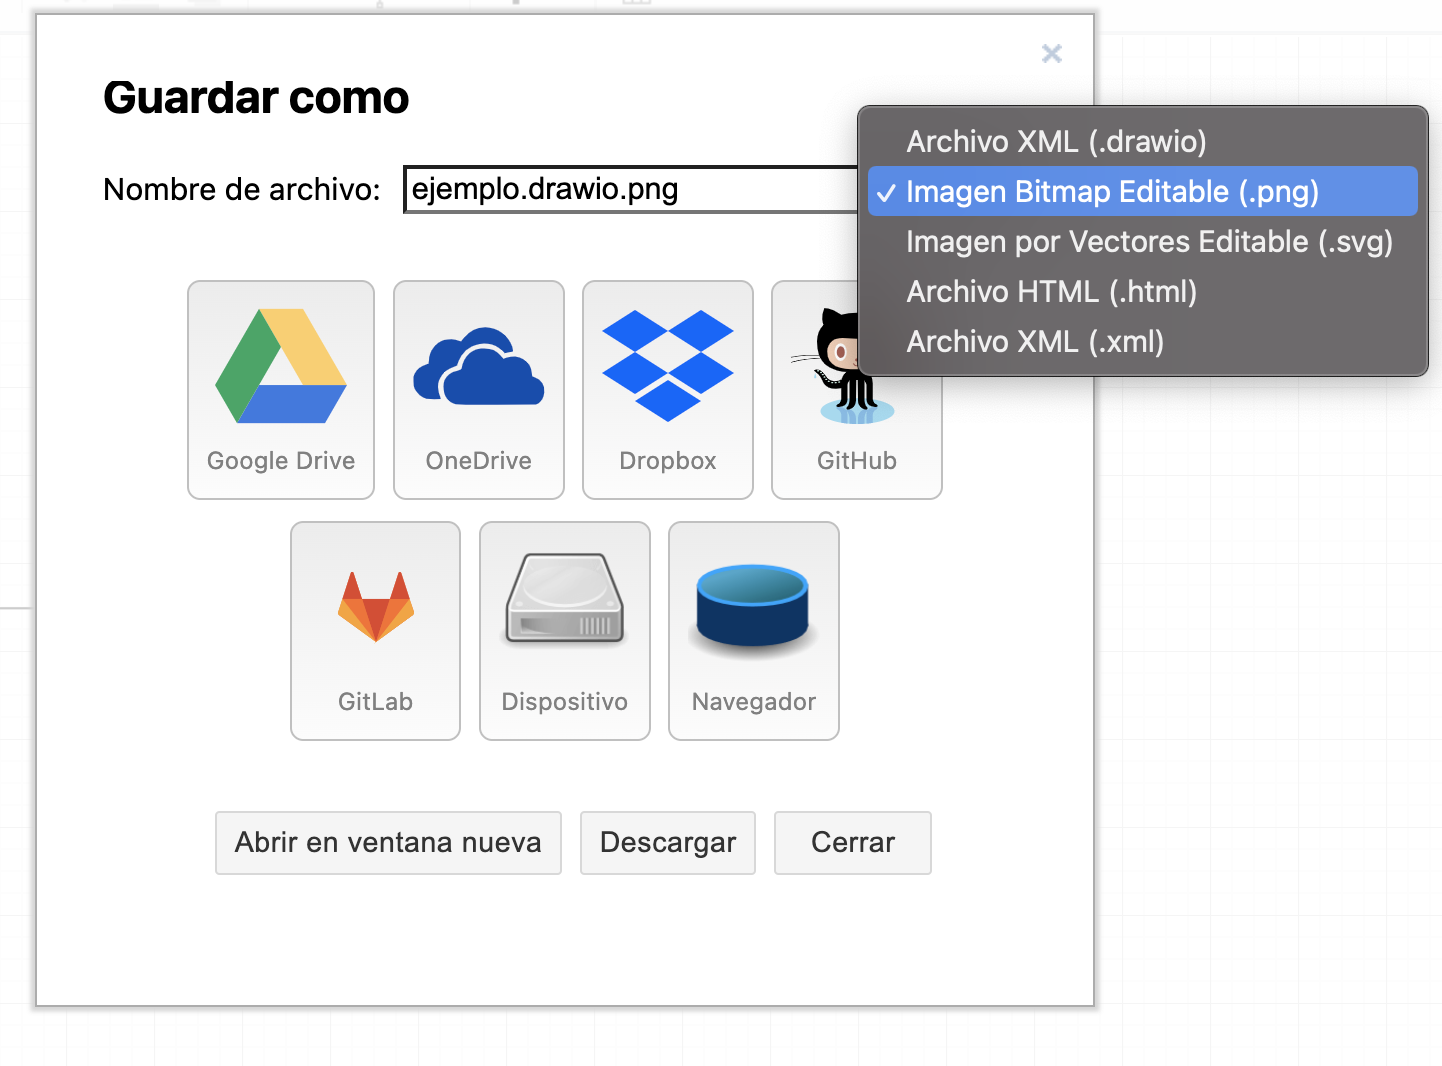 Guardar como
Nombre de archivo: ejemplo.drawio.png
Archivo XML (.drawio)
✓ Imagen Bitmap Editable (.png)
Imagen por Vectores Editable (.svg)
Archivo HTML (.html)
Archivo XML (.xml)
Google Drive
OneDrive
Dropbox
GitHub
GitLab
Dispositivo
Navegador
Abrir en ventana nueva
Descargar
Cerrar